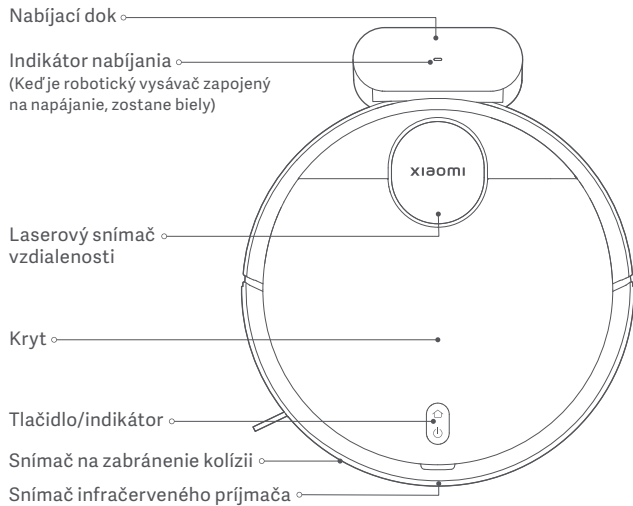 Nabíjací dok
Indikátor nabíjania
(Keď je robotický vysávač zapojený
na napájanie, zostane biely)
xiaomi
Laserový snímač
vzdialenosti
Kryt
Tlačidlo/indikátor
Snímač na zabránenie kolízii
Snímač infračerveného príjmača